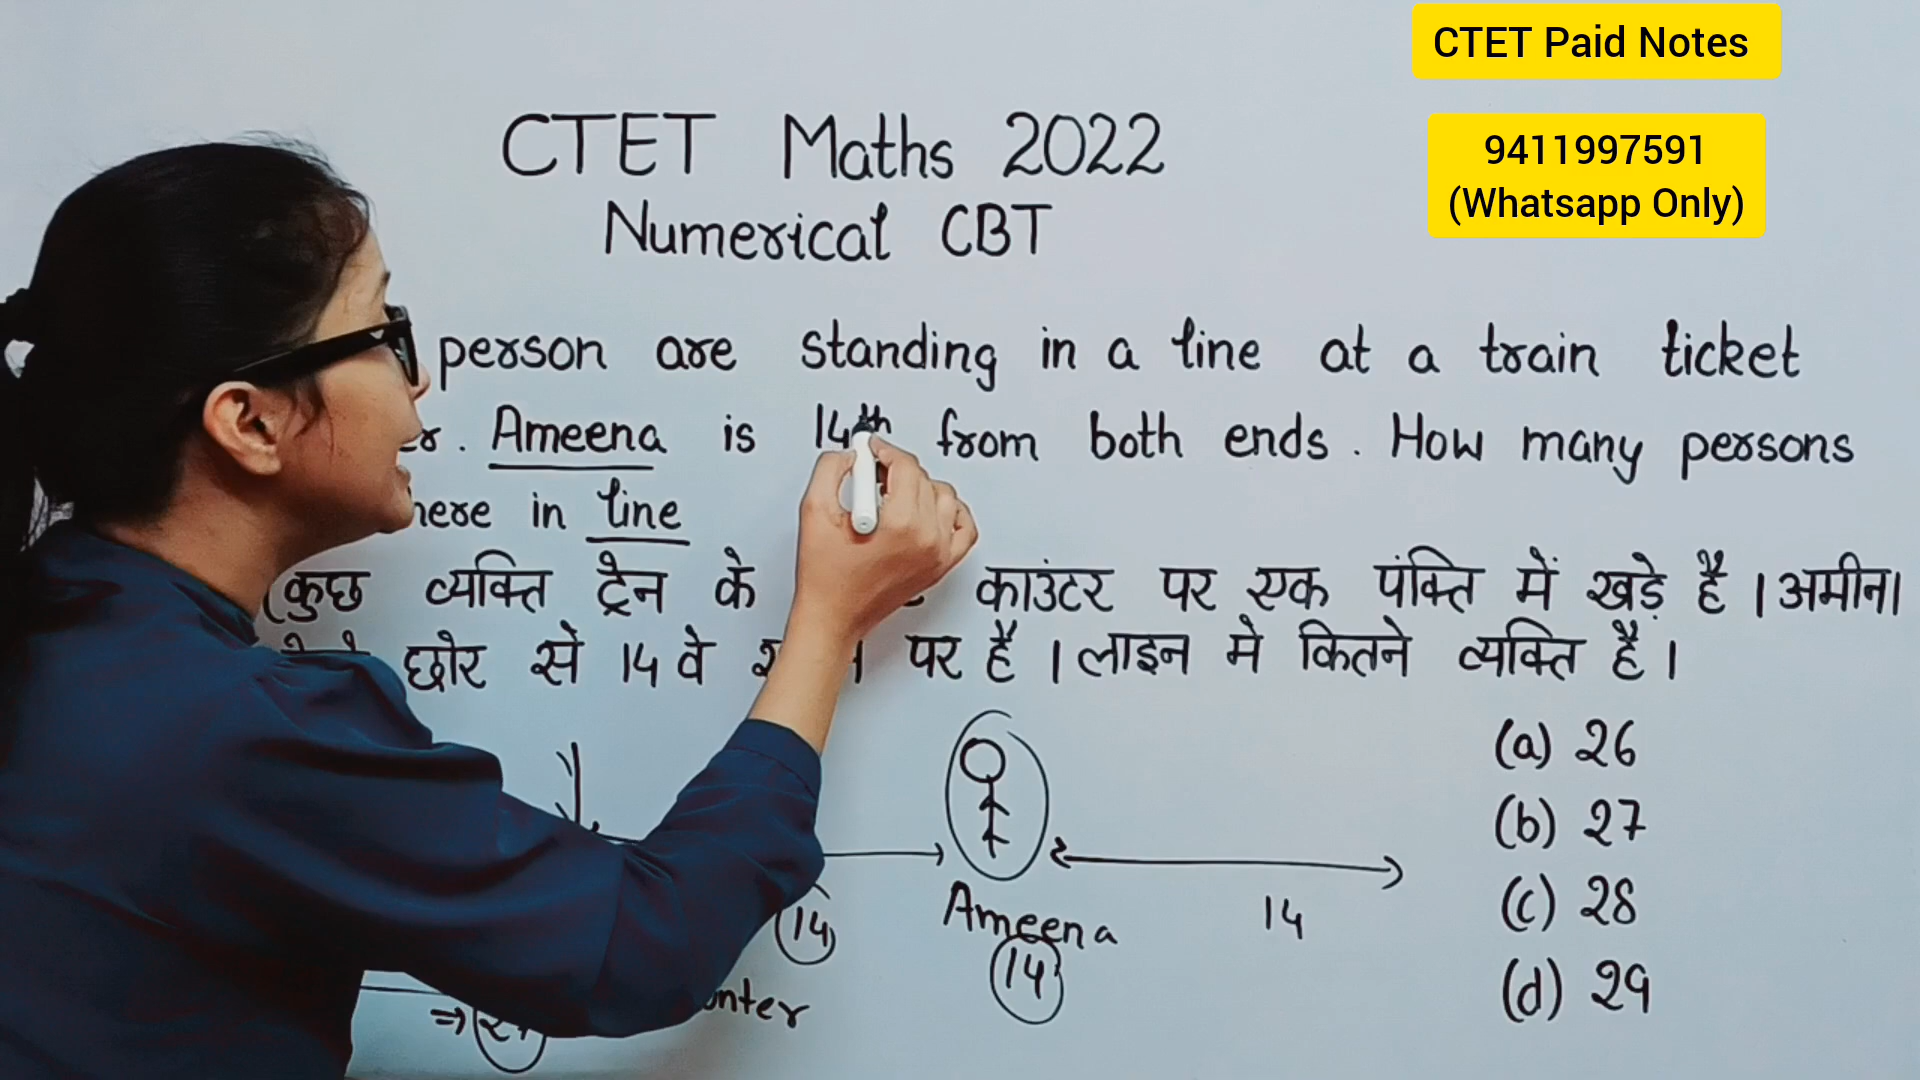 CTET Paid Notes
9411997591
(Whatsapp Only)
CTET Maths 2022
Numerical CBT
person are standing in a line at a train ticket
Ameena is 14th from both ends. How many persons
in line
(कुछ व्यक्ति ट्रेन के काउंटर पर एक पंक्ति में खड़े है । अमीना
छोर से 14 वे पर है । लाइन मे कितने व्यक्ति है ।
(a) 26
(b) 27
(c) 28
(d) 29
14
Ameena
14
14